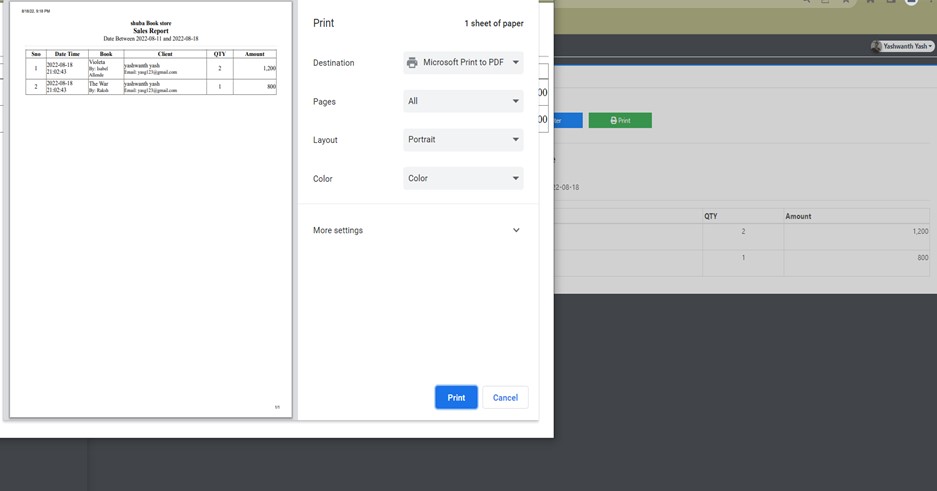 8/18/22, 9:18 PM
shuba Book store
Sales Report
Date Between 2022-08-11 and 2022-08-18
Sno Date Time Book Client QTY Amount
1 2022-08-18 21:02:43 Violeta By: Isabel Allende yashwanth yash Email: yasg123@gmail.com 2 1,200
2 2022-08-18 21:02:43 The War By: Raksh yashwanth yash Email: yasg123@gmail.com 1 800
1/1
Print 1 sheet of paper
Destination Microsoft Print to PDF
Pages All
Layout Portrait
Color Color
More settings
Print Cancel
00
00
Yashwanth Yash
Print
22-08-18
QTY Amount
2 1,200
1 800